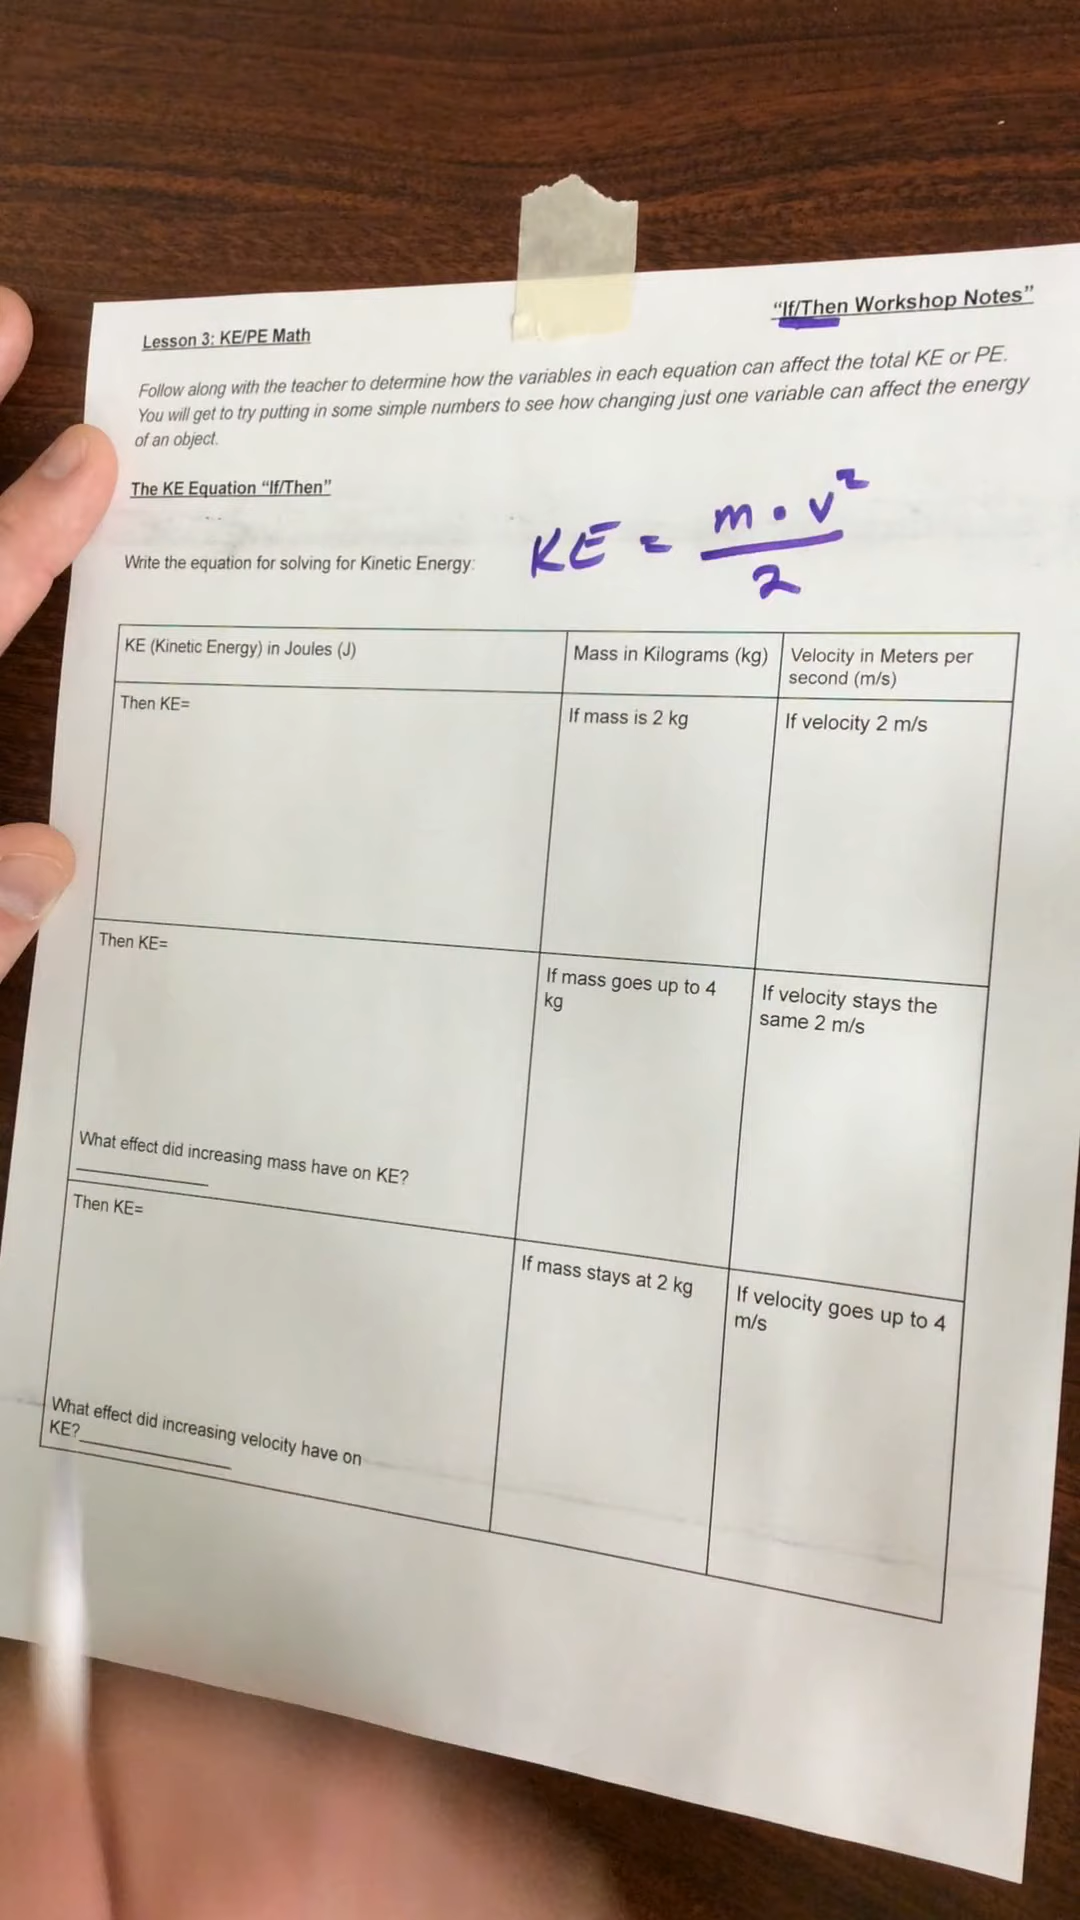 "If/Then Workshop Notes"
Lesson 3: KE/PE Math
Follow along with the teacher to determine how the variables in each equation can affect the total KE or PE.
You will get to try putting in some simple numbers to see how changing just one variable can affect the energy
of an object.
The KE Equation "If/Then"
Write the equation for solving for Kinetic Energy:
KE = m • v²
2
KE (Kinetic Energy) in Joules (J)
Mass in Kilograms (kg)
Velocity in Meters per
second (m/s)
Then KE=
If mass is 2 kg
If velocity 2 m/s
Then KE=
What effect did increasing mass have on KE?
If mass goes up to 4
kg
If velocity stays the
same 2 m/s
Then KE=
What effect did increasing velocity have on
KE?
If mass stays at 2 kg
If velocity goes up to 4
m/s